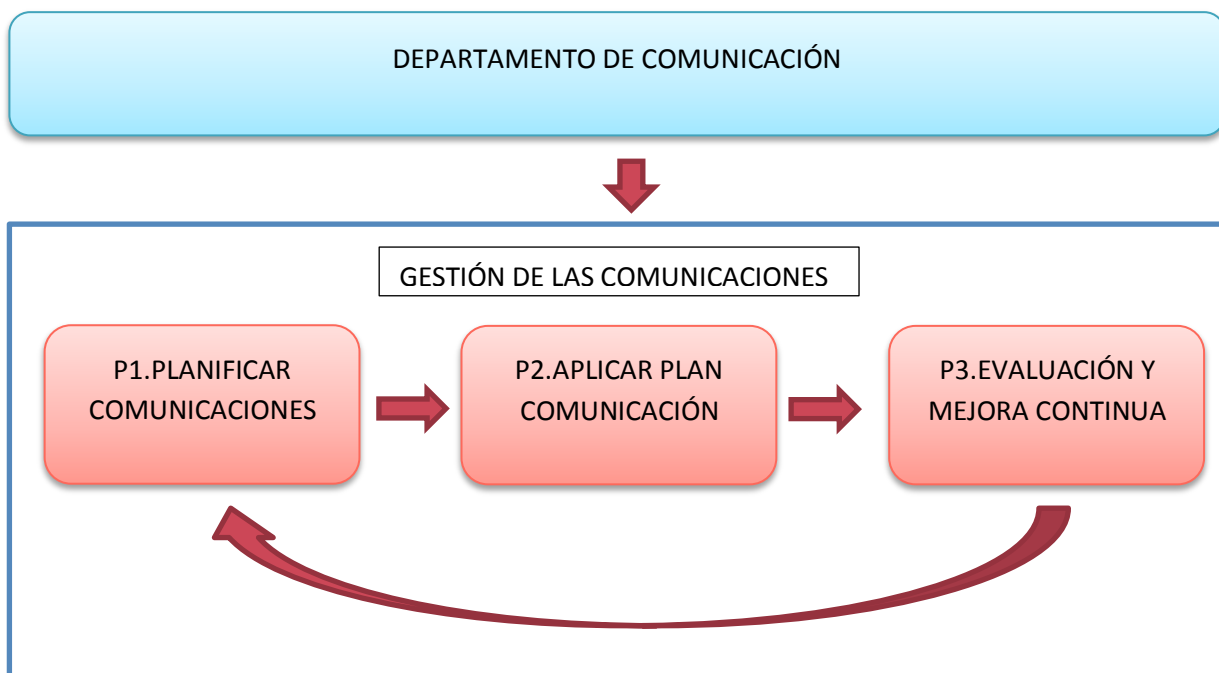 DEPARTAMENTO DE COMUNICACIÓN
GESTIÓN DE LAS COMUNICACIONES
P1.PLANIFICAR
COMUNICACIONES
P2.APLICAR PLAN
COMUNICACIÓN
P3.EVALUACIÓN Y
MEJORA CONTINUA